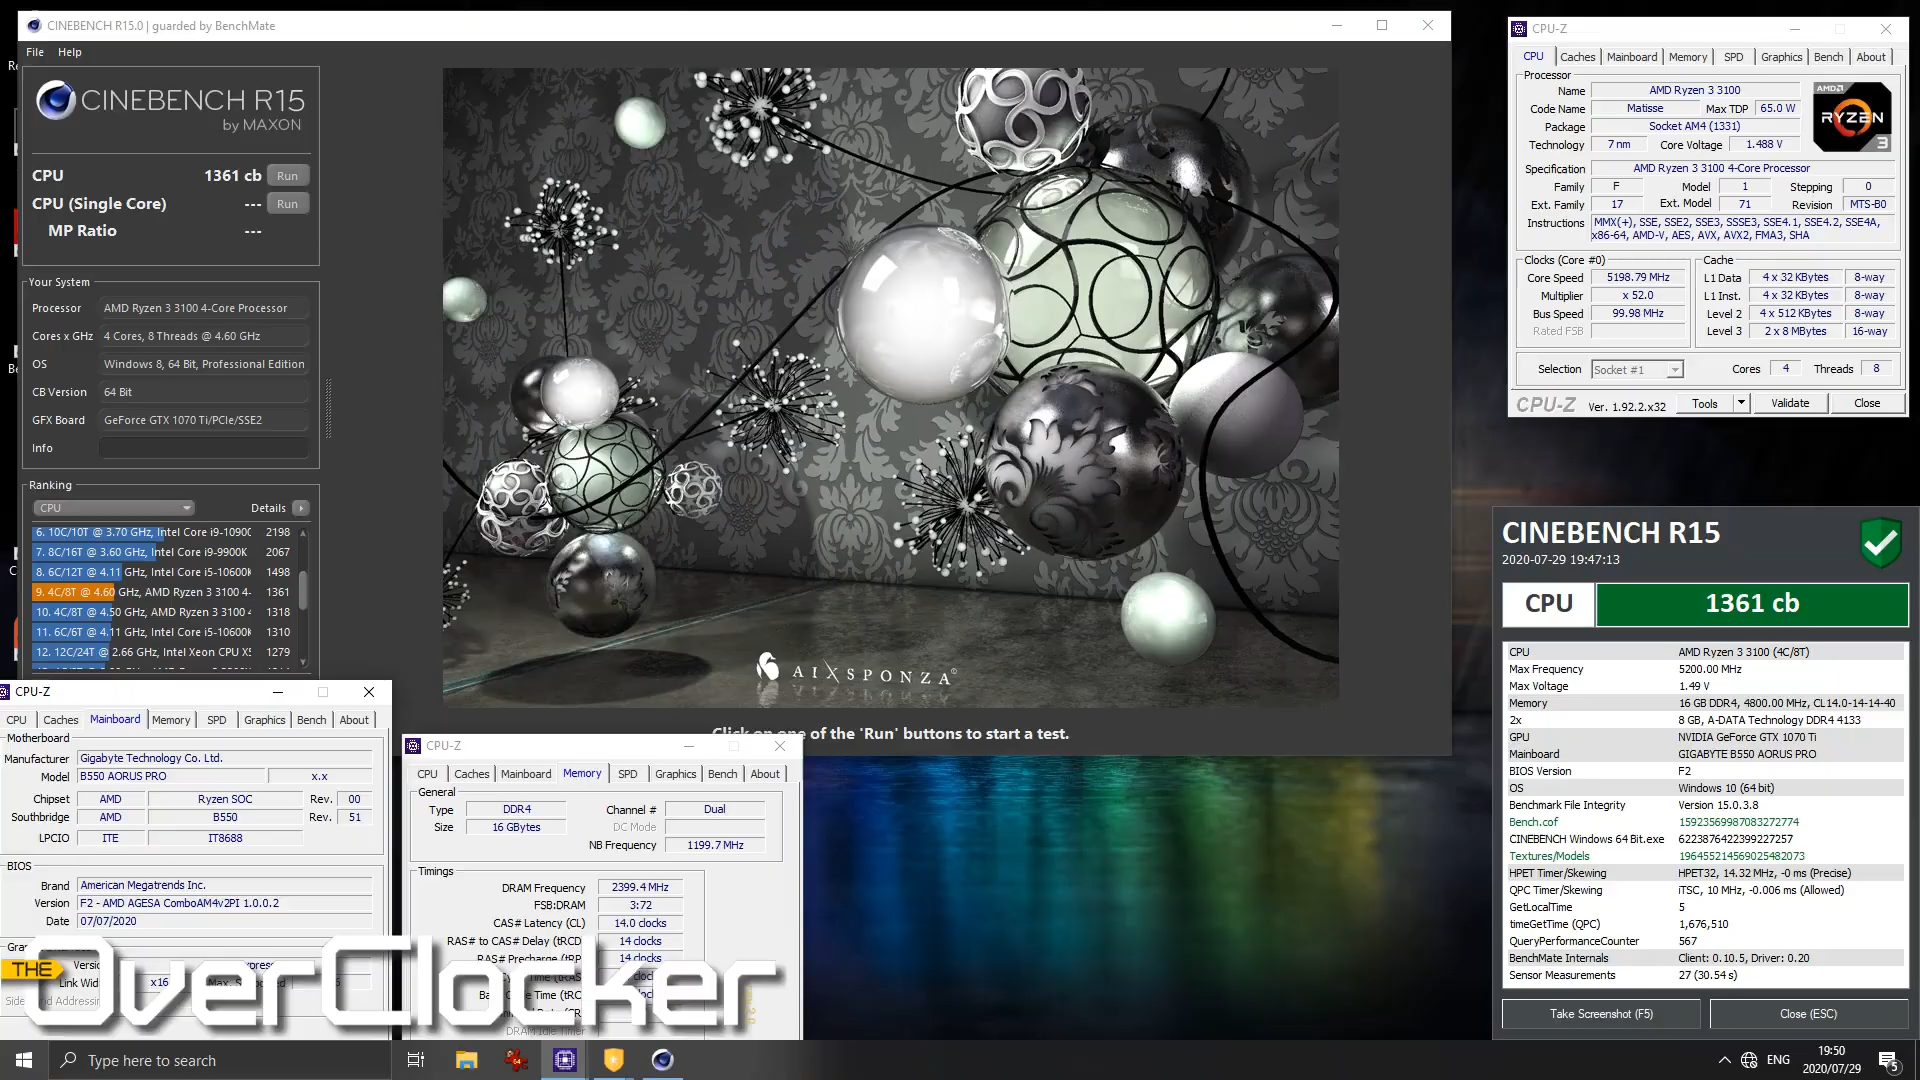 CINEBENCH R15.0 | guarded by BenchMate
File Help
CINEBENCH R15
by MAXON
CPU 1361 cb Run
CPU (Single Core) --- Run
MP Ratio ---
Your System
Processor AMD Ryzen 3 3100 4-Core Processor
Cores x GHz 4 Cores, 8 Threads @ 4.60 GHz
OS Windows 8, 64 Bit, Professional Edition
CB Version 64 Bit
GFX Board GeForce GTX 1070 Ti/PCIe/SSE2
Info
Ranking
CPU Details
6. 10C/10T @ 3.70 GHz, Intel Core i9-10900 2198
7. 8C/16T @ 3.60 GHz, Intel Core i9-9900K 2067
8. 6C/12T @ 4.11 GHz, Intel Core i5-10600K 1498
9. 4C/8T @ 4.60 GHz, AMD Ryzen 3 3100 4- 1361
10. 4C/8T @ 4.50 GHz, AMD Ryzen 3 3100 4 1318
11. 6C/6T @ 4.11 GHz, Intel Core i5-10600K 1310
12. 12C/24T @ 2.66 GHz, Intel Xeon CPU X5 1279
AIXSPONZA®
Click on one of the 'Run' buttons to start a test.
CPU-Z
CPU Caches Mainboard Memory SPD Graphics Bench About
Processor
Name AMD Ryzen 3 3100
Code Name Matisse Max TDP 65.0 W
Package Socket AM4 (1331)
Technology 7 nm Core Voltage 1.488 V
AMD RYZEN 3
Specification AMD Ryzen 3 3100 4-Core Processor
Family F Model 1 Stepping 0
Ext. Family 17 Ext. Model 71 Revision MTS-B0
Instructions MMX(+), SSE, SSE2, SSE3, SSSE3, SSE4.1, SSE4.2, SSE4A,
x86-64, AMD-V, AES, AVX, AVX2, FMA3, SHA
Clocks (Core #0) Cache
Core Speed 5198.79 MHz L1 Data 4 x 32 KBytes 8-way
Multiplier x 52.0 L1 Inst. 4 x 32 KBytes 8-way
Bus Speed 99.98 MHz Level 2 4 x 512 KBytes 8-way
Rated FSB Level 3 2 x 8 MBytes 16-way
Selection Socket #1 Cores 4 Threads 8
CPU-Z Ver. 1.92.2.x32 Tools Validate Close
CINEBENCH R15
2020-07-29 19:47:13
CPU 1361 cb
CPU AMD Ryzen 3 3100 (4C/8T)
Max Frequency 5200.00 MHz
Max Voltage 1.49 V
Memory 16 GB DDR4, 4800.00 MHz, CL14.0-14-14-40
2x 8 GB, A-DATA Technology DDR4 4133
GPU NVIDIA GeForce GTX 1070 Ti
Mainboard GIGABYTE B550 AORUS PRO
BIOS Version F2
OS Windows 10 (64 bit)
Benchmark File Integrity Version 15.0.3.8
Bench.cof 15923569987083272774
CINEBENCH Windows 64 Bit.exe 6223876422399227257
Textures/Models 196455214569025482073
HPET Timer/Skewing HPET32, 14.32 MHz, -0 ms (Precise)
QPC Timer/Skewing iTSC, 10 MHz, -0.006 ms (Allowed)
GetLocalTime 5
timeGetTime (QPC) 1,676,510
QueryPerformanceCounter 567
BenchMate Internals Client: 0.10.5, Driver: 0.20
Sensor Measurements 27 (30.54 s)
Take Screenshot (F5) Close (ESC)
CPU-Z
CPU Caches Mainboard Memory SPD Graphics Bench About
Motherboard
Manufacturer Gigabyte Technology Co. Ltd.
Model B550 AORUS PRO x.x
Chipset AMD Ryzen SOC Rev. 00
Southbridge AMD B550 Rev. 51
LPCIO ITE IT8688
BIOS
Brand American Megatrends Inc.
Version F2 - AMD AGESA ComboAM4v2PI 1.0.0.2
Date 07/07/2020
CPU-Z
CPU Caches Mainboard Memory SPD Graphics Bench About
General
Type DDR4 Channel # Dual
Size 16 GBytes DC Mode
NB Frequency 1199.7 MHz
Timings
DRAM Frequency 2399.4 MHz
FSB:DRAM 3:72
CAS# Latency (CL) 14.0 clocks
RAS# to CAS# Delay (tRCD 14 clocks
RAS# Precharge (tRP 14 clocks
DRAM Idle Timer
THE OverClocker
Type here to search
64
ENG
19:50
2020/07/29
5